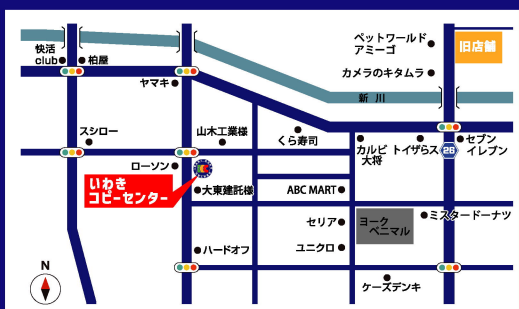 ペットワールド
アミーゴ
旧店舗
快活
club
柏屋
カメラのキタムラ
ヤマキ
新 川
スシロー
山木工業様
くら寿司
カルビ
大将
トイザらス
26
セブン
イレブン
ローソン
いわき
コピーセンター
大東建託様
ABC MART
セリア
ヨーク
ベニマル
ミスタードーナツ
ハードオフ
ユニクロ
ケーズデンキ
N